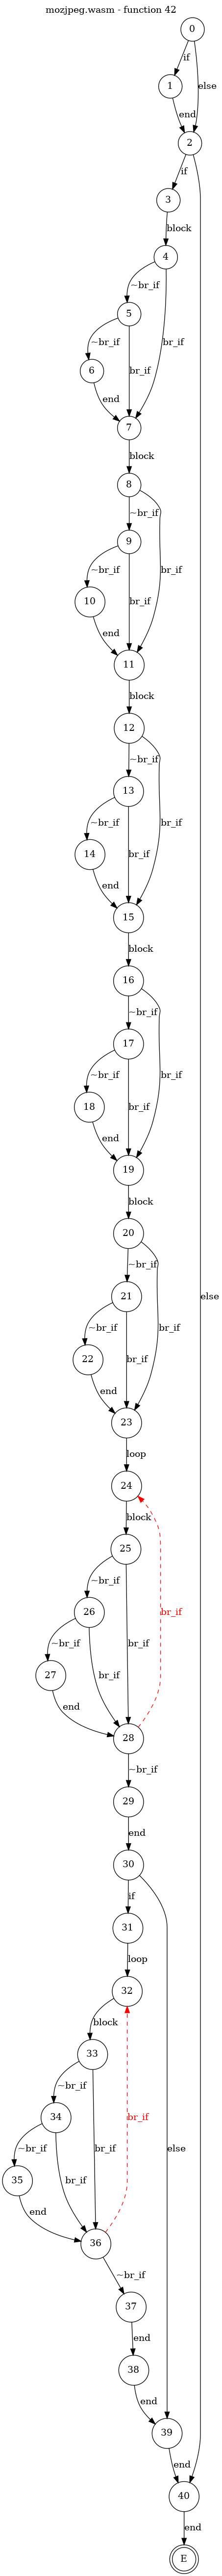 mozjpeg.wasm - function 42
0
if
1
else
end
2
if
3
block
4
~br_if
5
~br_if
br_if
6
br_if
end
7
block
8
~br_if
9
~br_if
br_if
10
br_if
end
11
block
12
~br_if
13
~br_if
br_if
14
br_if
end
15
block
16
~br_if
17
~br_if
br_if
18
br_if
end
19
block
else
20
~br_if
21
~br_if
br_if
22
br_if
end
23
loop
24
block
25
~br_if
br_if
26
~br_if
br_if
br_if
27
end
28
~br_if
29
end
30
if
31
loop
32
block
33
~br_if
br_if
34
~br_if
br_if
br_if
else
35
end
36
~br_if
37
end
38
end
39
end
40
end
E